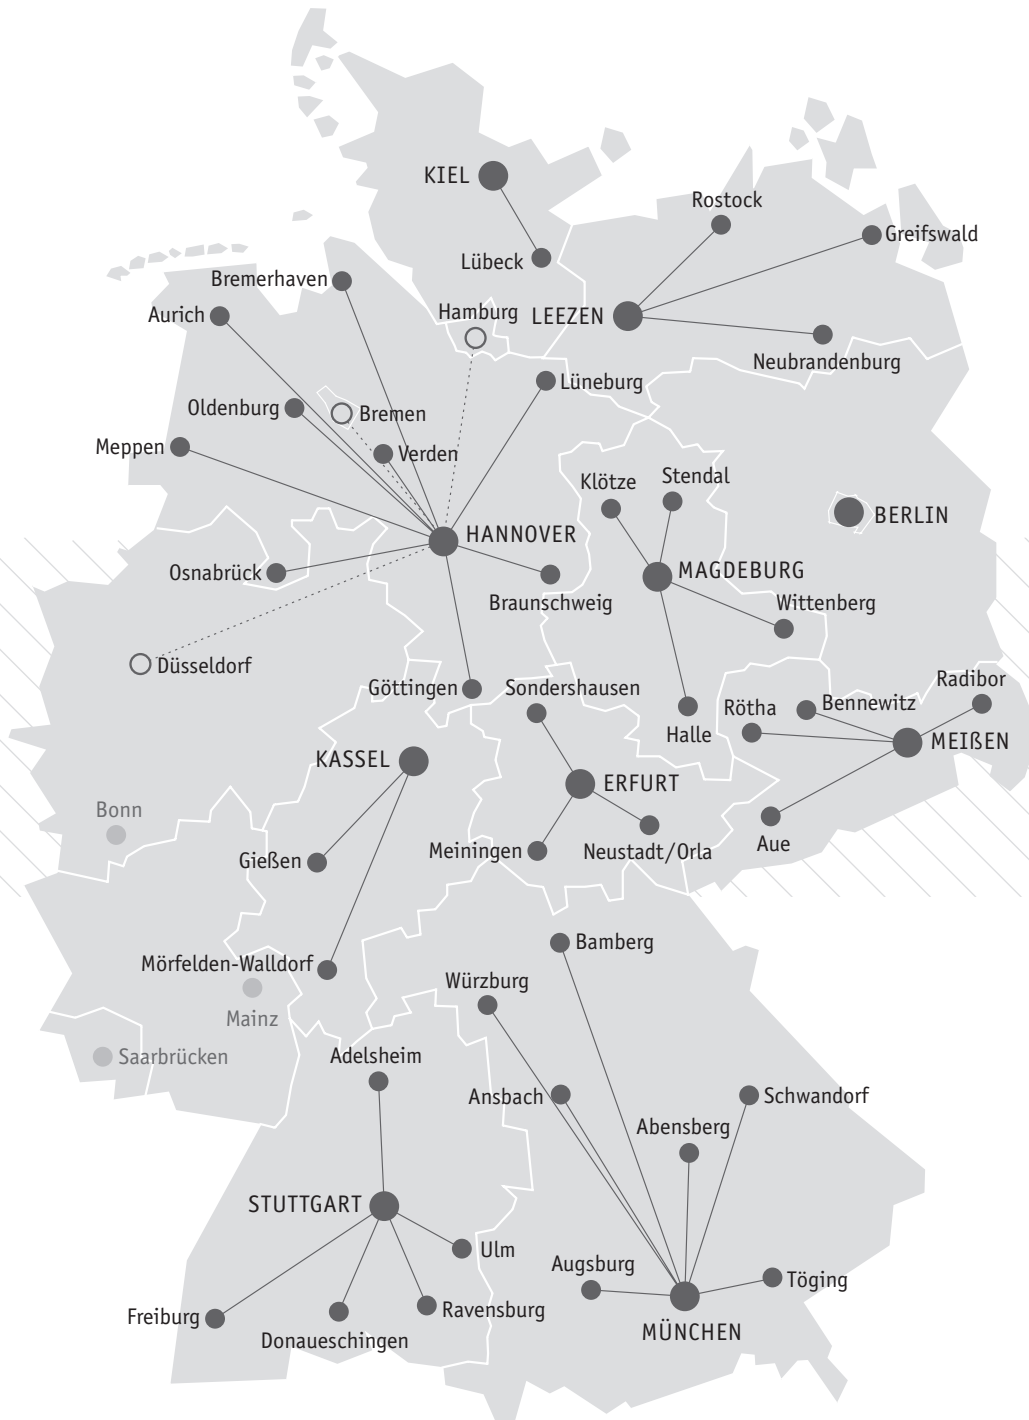 KIEL
Rostock
Greifswald
Lübeck
Bremerhaven
Hamburg
LEEZEN
Aurich
Neubrandenburg
Lüneburg
Oldenburg
Bremen
Meppen
Verden
Klötze
Stendal
BERLIN
HANNOVER
MAGDEBURG
Osnabrück
Braunschweig
Wittenberg
Düsseldorf
Göttingen
Sondershausen
Radibor
Rötha
Bennewitz
Halle
MEIßEN
KASSEL
ERFURT
Bonn
Aue
Gießen
Meiningen
Neustadt/Orla
Bamberg
Mörfelden-Walldorf
Würzburg
Mainz
Saarbrücken
Adelsheim
Ansbach
Schwandorf
Abensberg
STUTTGART
Ulm
Augsburg
Töging
Freiburg
Ravensburg
Donaueschingen
MÜNCHEN